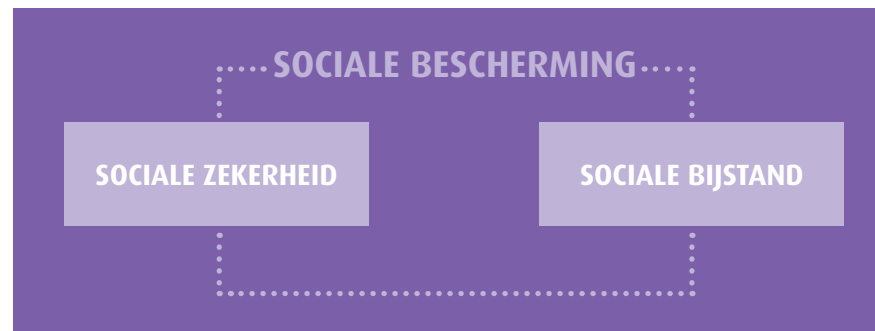 SOCIALE BESCHERMING
SOCIALE ZEKERHEID
SOCIALE BIJSTAND